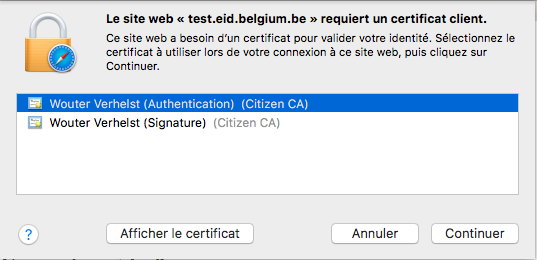 Le site web « test.eid.belgium.be » requiert un certificat client.
Ce site web a besoin d'un certificat pour valider votre identité. Sélectionnez le
certificat à utiliser lors de votre connexion à ce site web, puis cliquez sur
Continuer.
Wouter Verhelst (Authentication) (Citizen CA)
Wouter Verhelst (Signature) (Citizen CA)
? Afficher le certificat Annuler Continuer